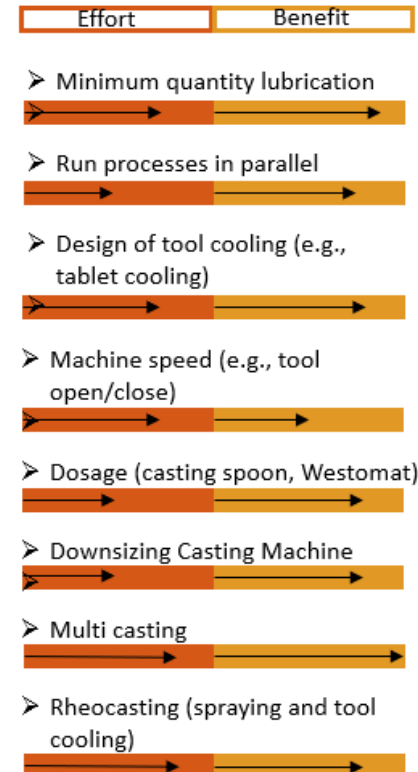 Effort Benefit
Minimum quantity lubrication
Run processes in parallel
Design of tool cooling (e.g.,
tablet cooling)
Machine speed (e.g., tool
open/close)
Dosage (casting spoon, Westomat)
Downsizing Casting Machine
Multi casting
Rheocasting (spraying and tool
cooling)